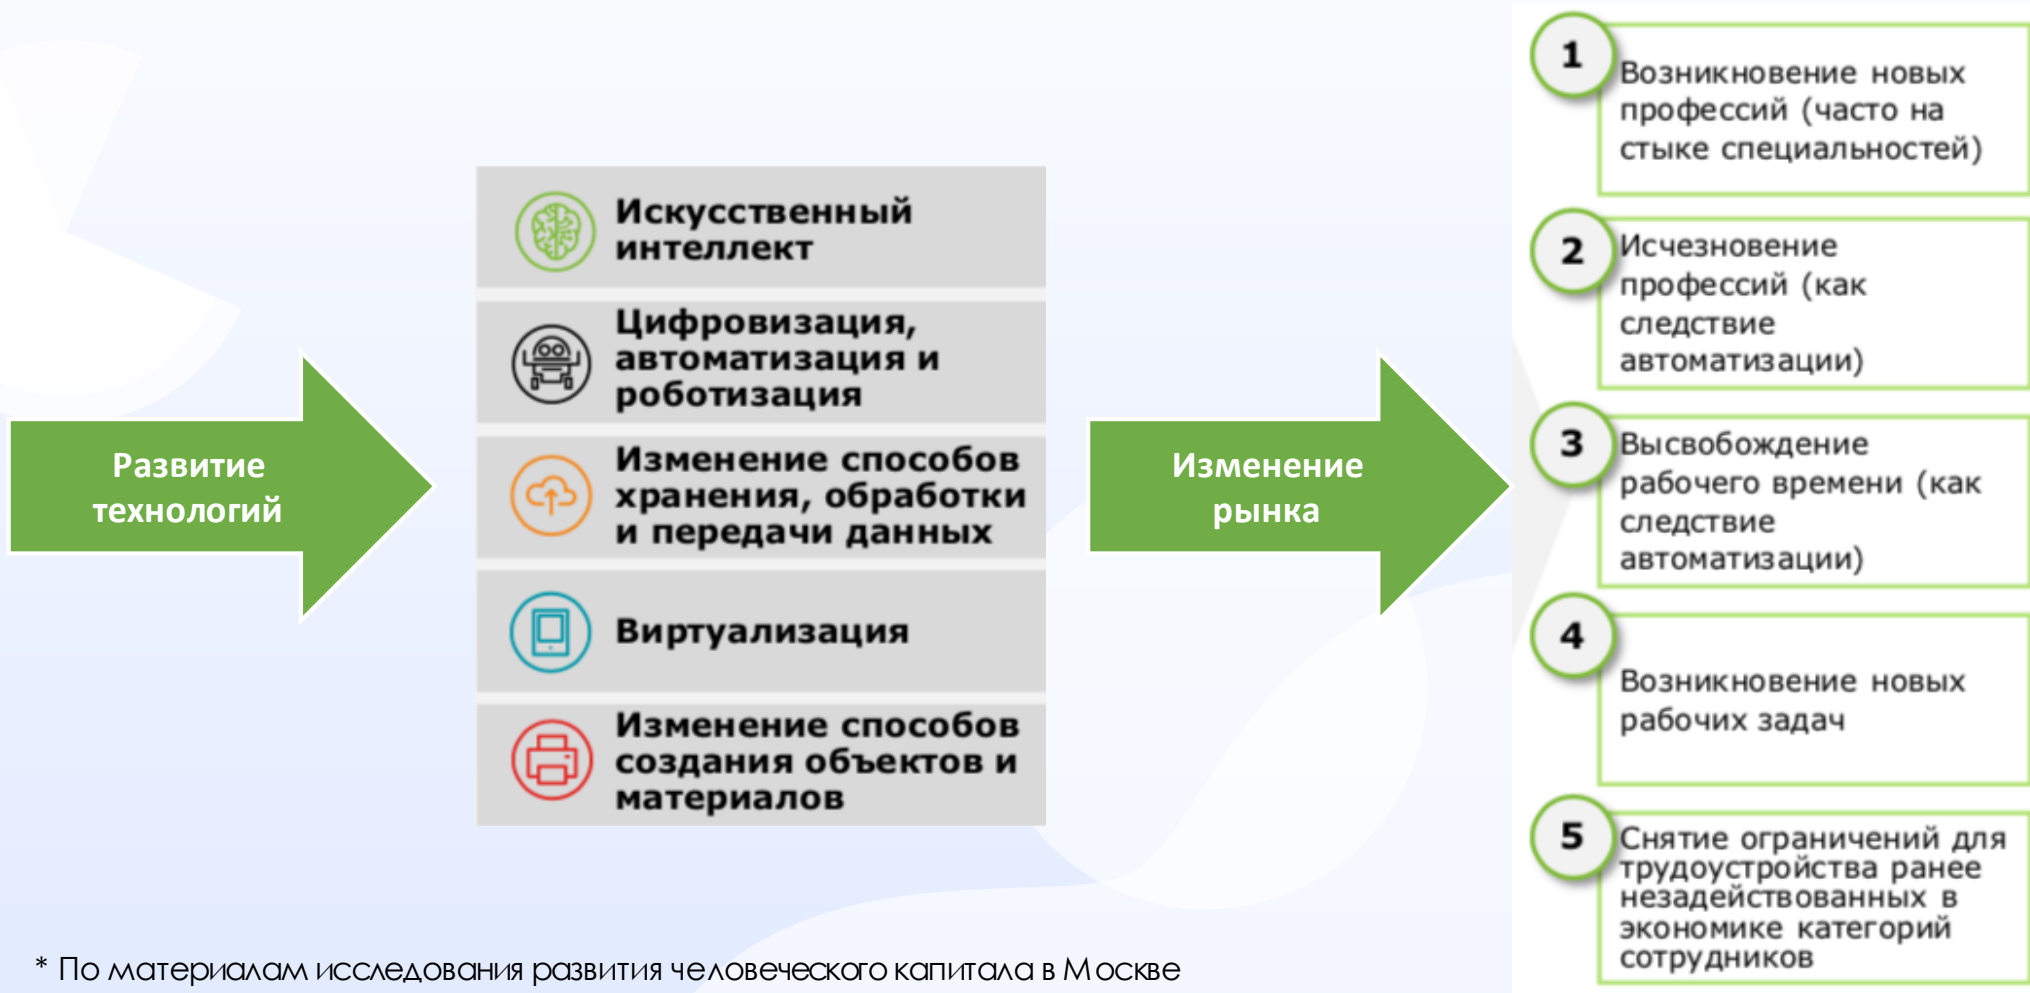 Развитие
технологий
Искусственный
интеллект
Цифровизация,
автоматизация и
роботизация
Изменение способов
хранения, обработки
и передачи данных
Виртуализация
Изменение способов
создания объектов и
материалов
Изменение
рынка
1
Возникновение новых
профессий (часто на
стыке специальностей)
2
Исчезновение
профессий (как
следствие
автоматизации)
3
Высвобождение
рабочего времени (как
следствие
автоматизации)
4
Возникновение новых
рабочих задач
5
Снятие ограничений для
трудоустройства ранее
незадействованных в
экономике категорий
сотрудников
* По материалам исследования развития человеческого капитала в Москве